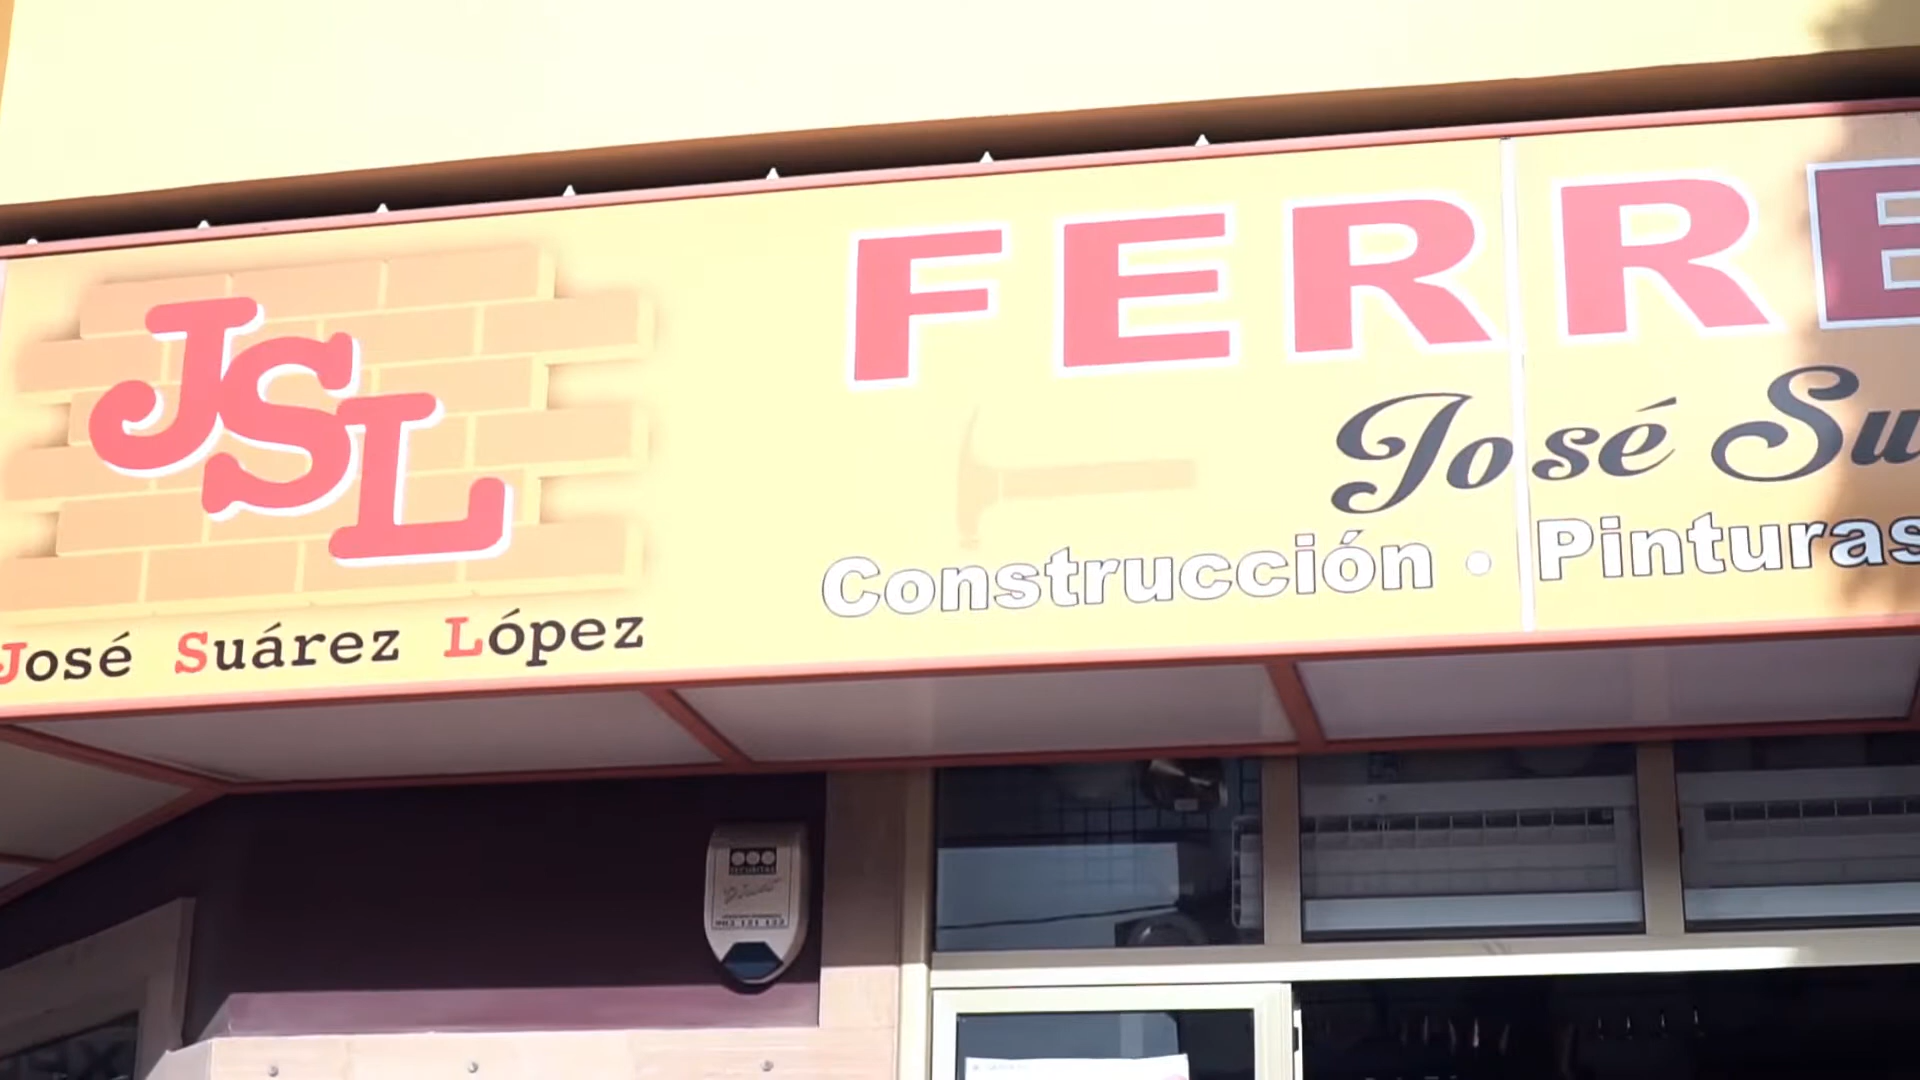 JSL
José Suárez López
FERRE
José Su
Construcción • Pinturas